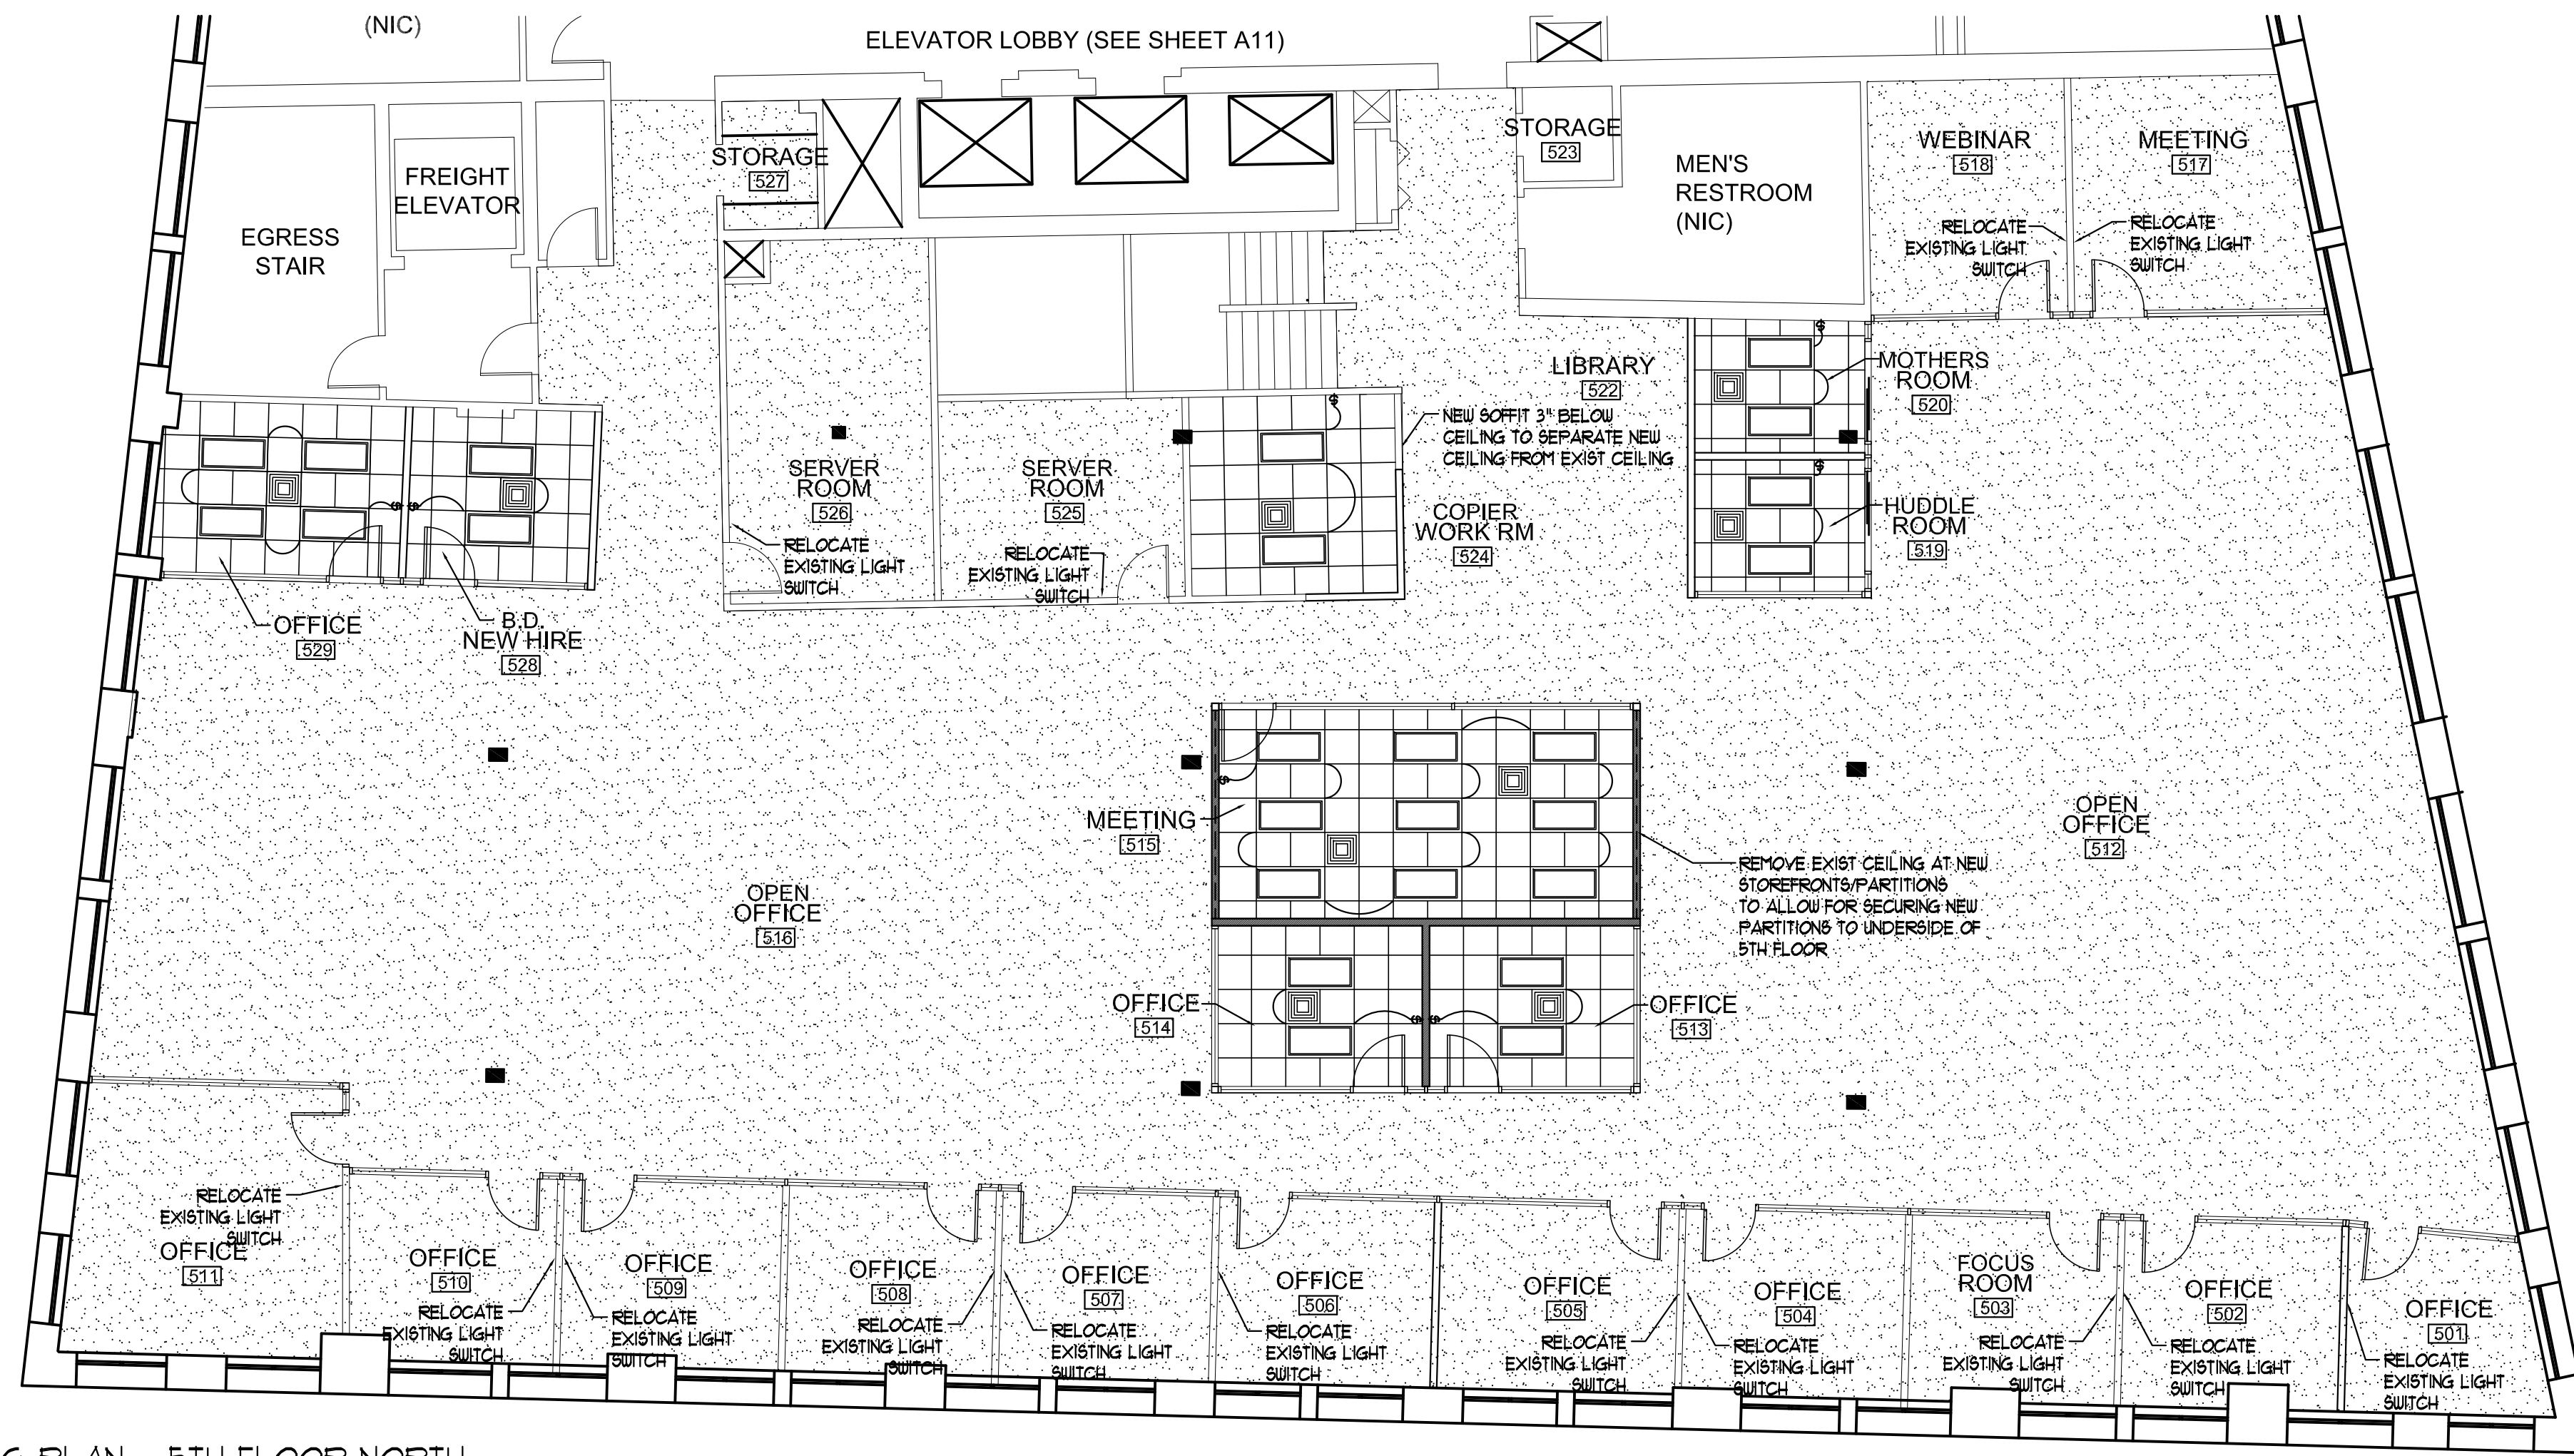 (NIC)
ELEVATOR LOBBY (SEE SHEET A11)
STORAGE
527
STORAGE
523
MEN'S
RESTROOM
(NIC)
WEBINAR
518
MEETING
517
FREIGHT
ELEVATOR
EGRESS
STAIR
RELOCATE
EXISTING LIGHT
SWITCH
RELOCATE
EXISTING LIGHT
SWITCH
LIBRARY
522
MOTHERS
ROOM
520
NEW SOFFIT 3" BELOW
CEILING TO SEPARATE NEW
CEILING FROM EXIST CEILING
SERVER
ROOM
526
SERVER
ROOM
525
COPIER
WORK RM
524
HUDDLE
ROOM
519
RELOCATE
EXISTING LIGHT
SWITCH
RELOCATE
EXISTING LIGHT
SWITCH
OFFICE
529
B.D.
NEW HIRE
528
MEETING
515
OPEN
OFFICE
512
REMOVE EXIST CEILING AT NEW
STOREFRONTS/PARTITIONS
TO ALLOW FOR SECURING NEW
PARTITIONS TO UNDERSIDE OF
5TH FLOOR
OPEN
OFFICE
516
OFFICE
514
OFFICE
513
RELOCATE
EXISTING LIGHT
SWITCH
OFFICE
511
OFFICE
510
RELOCATE
EXISTING LIGHT
SWITCH
OFFICE
509
RELOCATE
EXISTING LIGHT
SWITCH
OFFICE
508
RELOCATE
EXISTING LIGHT
SWITCH
OFFICE
507
RELOCATE
EXISTING LIGHT
SWITCH
OFFICE
506
RELOCATE
EXISTING LIGHT
SWITCH
OFFICE
505
RELOCATE
EXISTING LIGHT
SWITCH
OFFICE
504
RELOCATE
EXISTING LIGHT
SWITCH
FOCUS
ROOM
503
RELOCATE
EXISTING LIGHT
SWITCH
OFFICE
502
RELOCATE
EXISTING LIGHT
SWITCH
OFFICE
501
RELOCATE
EXISTING LIGHT
SWITCH
PLAN - 5TH FLOOR NORTH